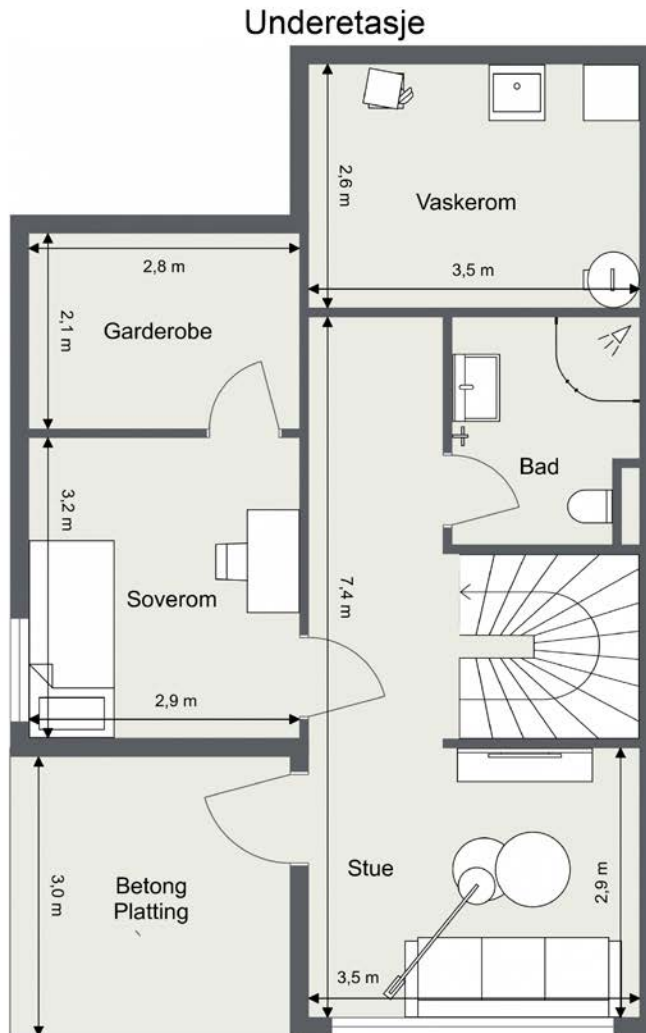 Underetasje
2,6 m
Vaskerom
3,5 m
2,8 m
2,1 m
Garderobe
Bad
3,2 m
Soverom
7,4 m
2,9 m
3,0 m
Betong
Platting
Stue
2,9 m
3,5 m